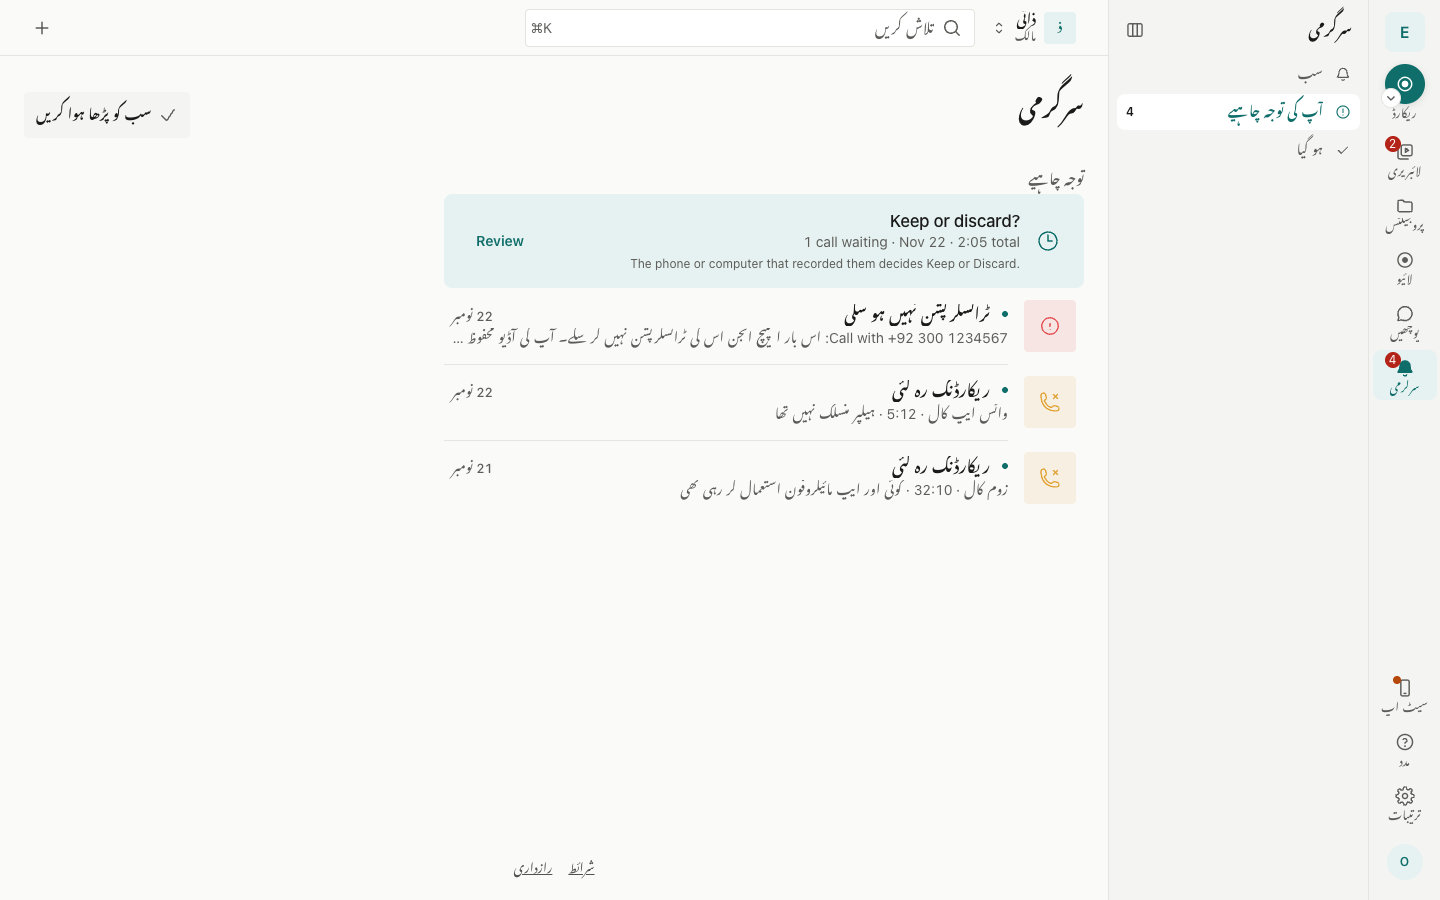 E
ریکارڈ
2
لائبریری
پروجیکٹس
لائیو
پوچھیں
4
سرگرمی
سیٹ اپ
مدد
ترتیبات
O
سرگرمی
سب
آپ کی توجہ چاہیے
4
ہو گیا
ذ
ذاتی
مالک
تلاش کریں
⌘K
سرگرمی
سب کو پڑھا ہوا کریں
توجہ چاہیے
Keep or discard?
1 call waiting · Nov 22 · 2:05 total
The phone or computer that recorded them decides Keep or Discard.
Review
ٹرانسکرپشن نہیں ہو سکی
22 نومبر
Call with +92 300 1234567: اس بار اسپیچ انجن اس کی ٹرانسکرپشن نہیں کر سکے۔ آپ کی آڈیو محفوظ ...
ریکارڈنگ رہ گئی
22 نومبر
واٹس ایپ کال · 5:12 · ہیلپر منسلک نہیں تھا
ریکارڈنگ رہ گئی
21 نومبر
زوم کال · 32:10 · کوئی اور ایپ مائیکروفون استعمال کر رہی تھی
شرائط
رازداری